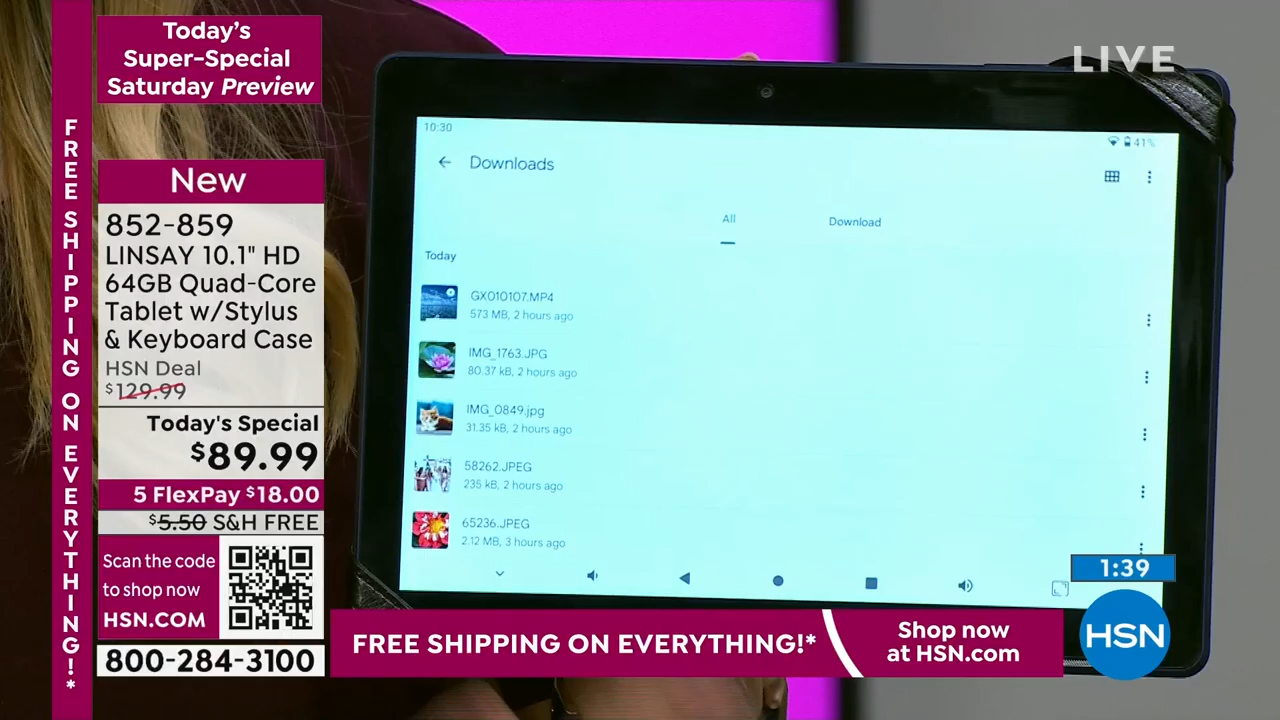 FREE SHIPPING ON EVERYTHING!*
Today's
Super-Special
Saturday Preview
New
852-859
LINSAY 10.1" HD
64GB Quad-Core
Tablet w/Stylus
& Keyboard Case
HSN Deal
$129.99
Today's Special
$89.99
5 FlexPay $18.00
$5.50 S&H FREE
Scan the code
to shop now
HSN.COM
800-284-3100
LIVE
10:30
41%
Downloads
All
Download
Today
GX010107.MP4
573 MB, 2 hours ago
IMG_1763.JPG
80.37 kB, 2 hours ago
IMG_0849.jpg
31.35 kB, 2 hours ago
58262.JPEG
235 kB, 2 hours ago
65236.JPEG
2.12 MB, 3 hours ago
1:39
FREE SHIPPING ON EVERYTHING!*
Shop now
at HSN.com
HSN